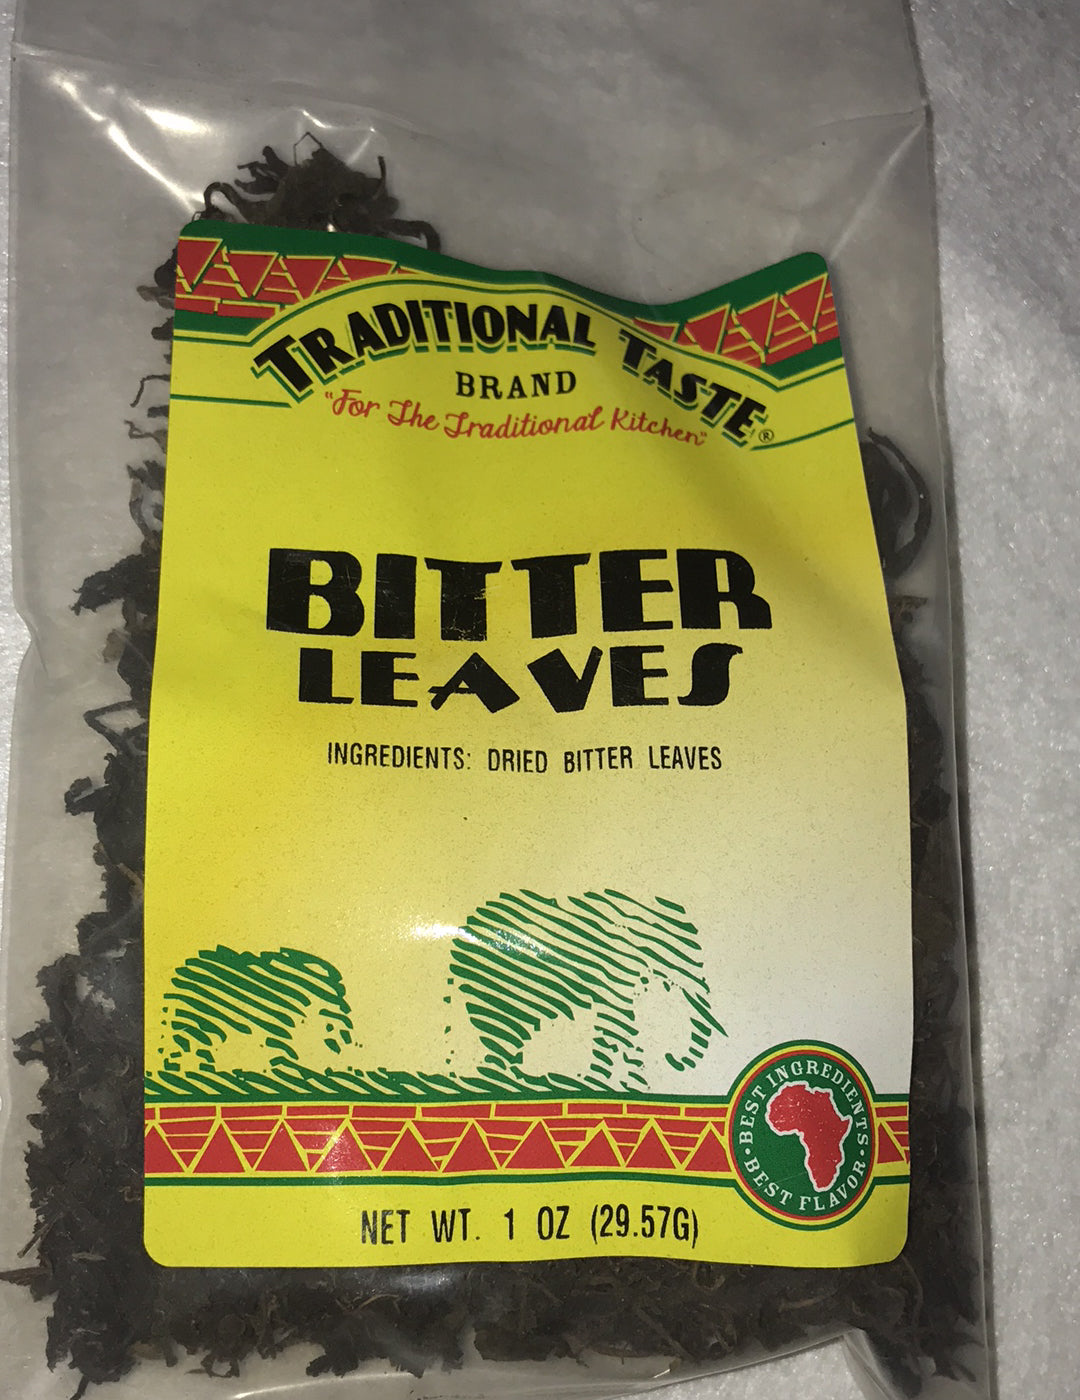 TRADITIONAL TASTE®
BRAND
"For The Traditional Kitchen"
BITTER
LEAVES
INGREDIENTS: DRIED BITTER LEAVES
BEST INGREDIENTS
• BEST FLAVOR •
NET WT. 1 OZ (29.57G)